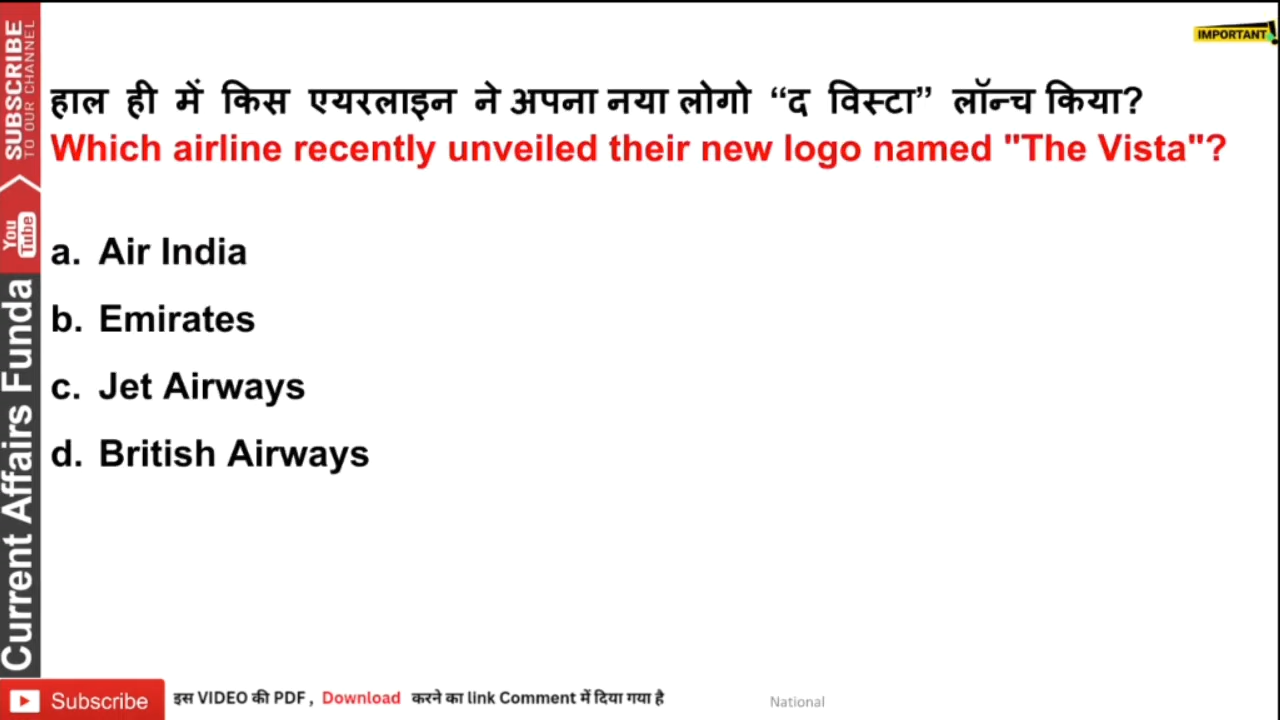 IMPORTANT!
हाल ही में किस एयरलाइन ने अपना नया लोगो “द विस्टा” लॉन्च किया?
Which airline recently unveiled their new logo named "The Vista"?
a. Air India
b. Emirates
c. Jet Airways
d. British Airways
SUBSCRIBE
TO OUR CHANNEL
You
Tube
Current Affairs Funda
Subscribe
इस VIDEO की PDF , Download करने का link Comment में दिया गया है
National